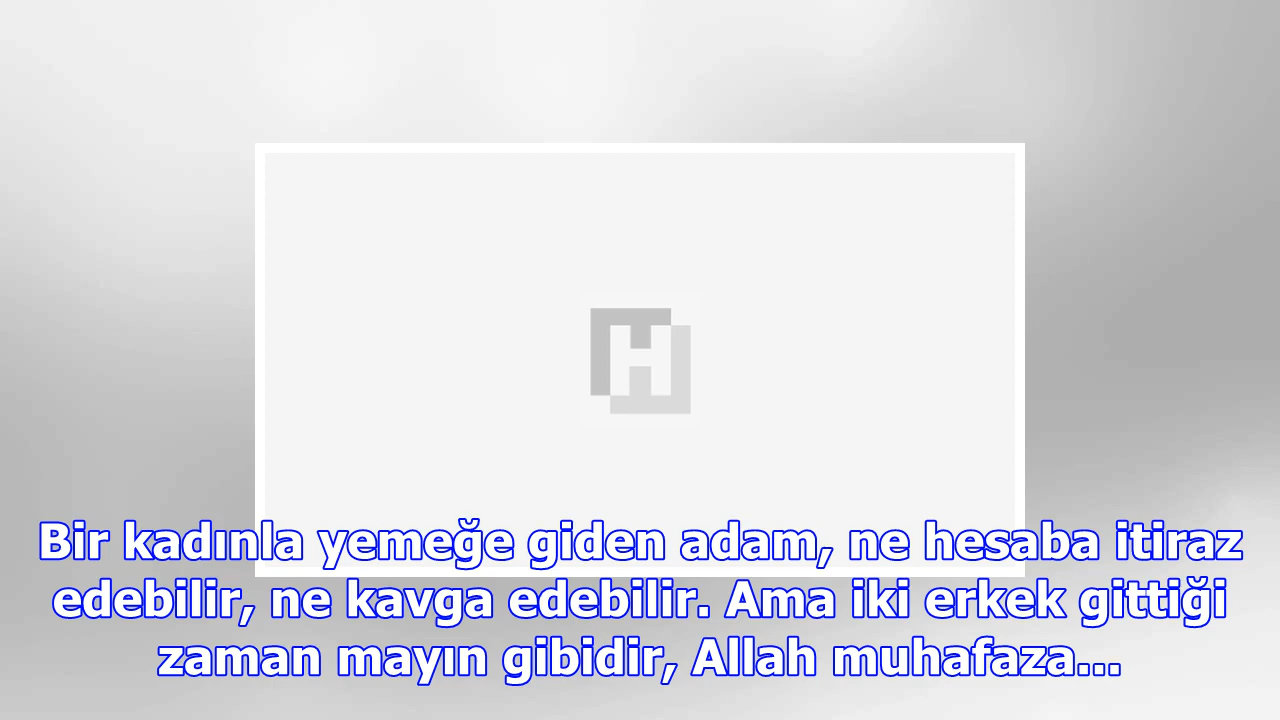 Bir kadınla yemeğe giden adam, ne hesaba itiraz
edebilir, ne kavga edebilir. Ama iki erkek gittiği
zaman mayın gibidir, Allah muhafaza...